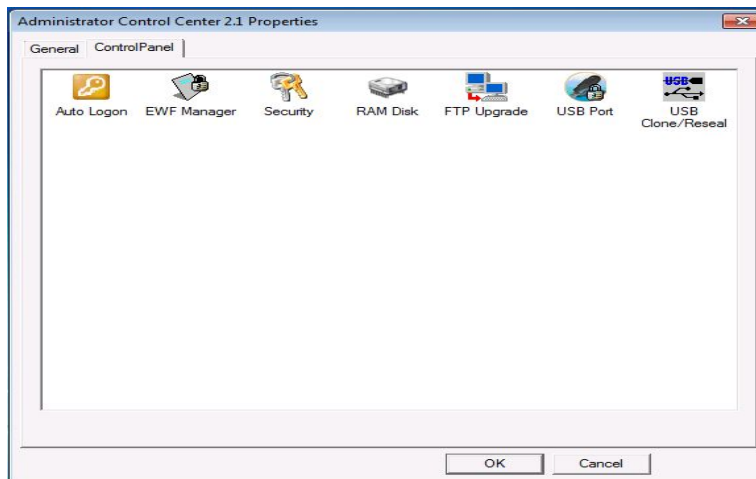 Administrator Control Center 2.1 Properties
General ControlPanel
USB
Auto Logon EWF Manager Security RAM Disk FTP Upgrade USB Port USB
Clone/Reseal
OK Cancel